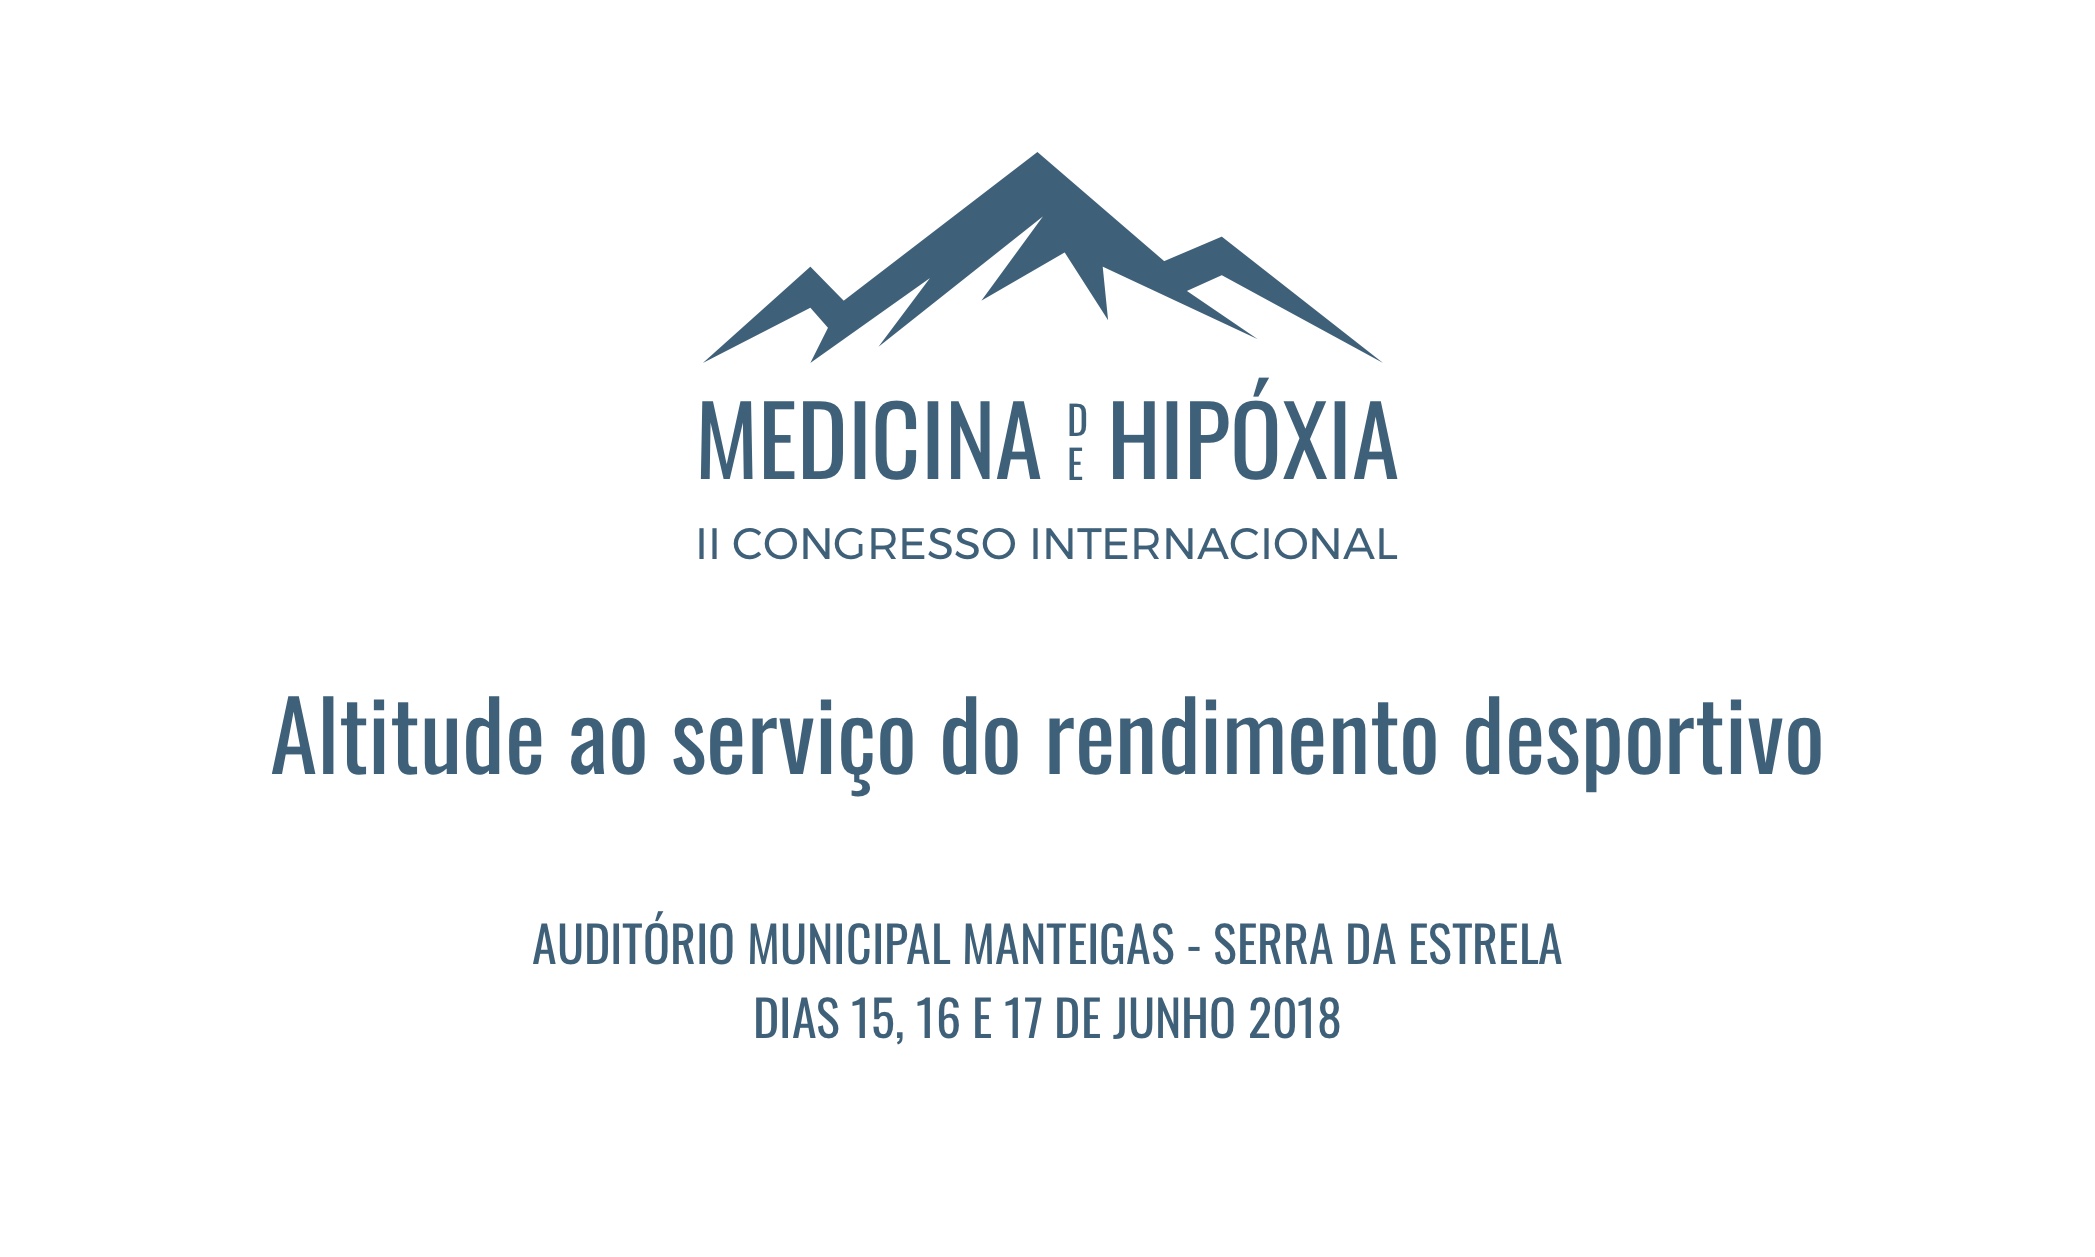 MEDICINA DE HIPÓXIA
II CONGRESSO INTERNACIONAL
Altitude ao serviço do rendimento desportivo
AUDITÓRIO MUNICIPAL MANTEIGAS - SERRA DA ESTRELA
DIAS 15, 16 E 17 DE JUNHO 2018